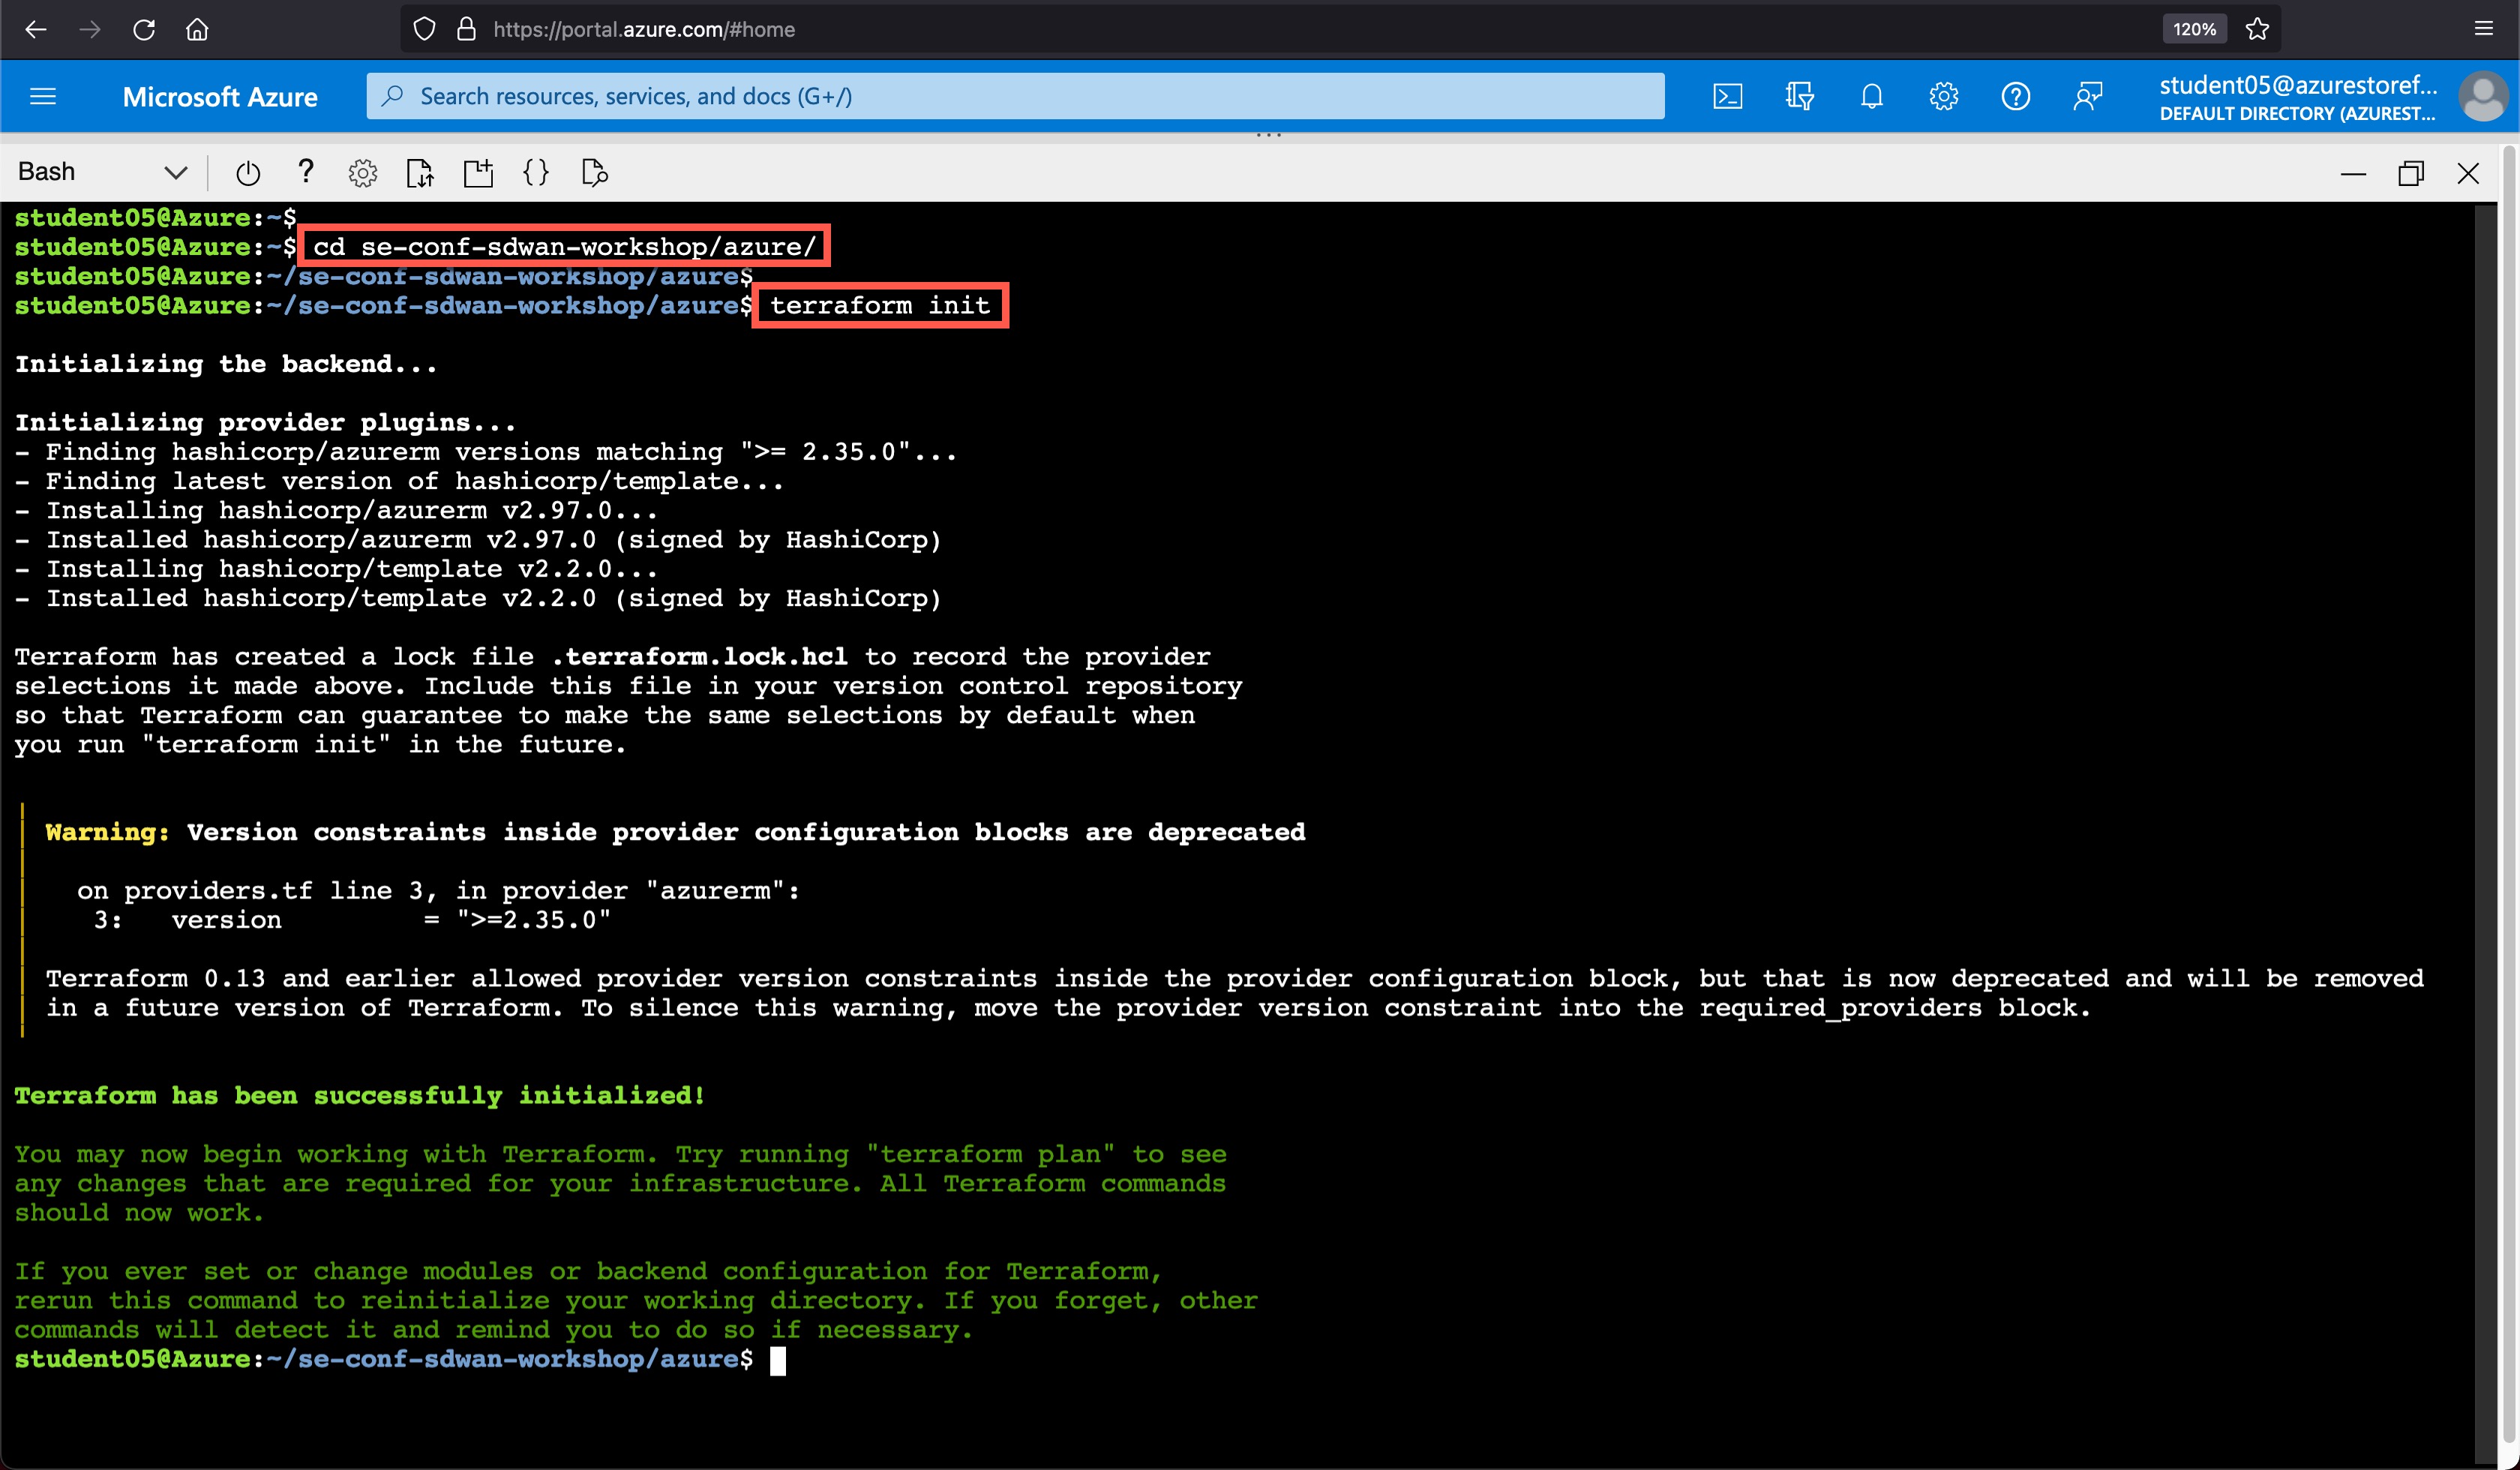 https://portal.azure.com/#home
120%
Microsoft Azure
Search resources, services, and docs (G+/)
student05@azurestoref...
DEFAULT DIRECTORY (AZUREST...
Bash
student05@Azure:~$
student05@Azure:~$ cd se-conf-sdwan-workshop/azure/
student05@Azure:~/se-conf-sdwan-workshop/azure$
student05@Azure:~/se-conf-sdwan-workshop/azure$ terraform init
Initializing the backend...
Initializing provider plugins...
- Finding hashicorp/azurerm versions matching ">= 2.35.0"...
- Finding latest version of hashicorp/template...
- Installing hashicorp/azurerm v2.97.0...
- Installed hashicorp/azurerm v2.97.0 (signed by HashiCorp)
- Installing hashicorp/template v2.2.0...
- Installed hashicorp/template v2.2.0 (signed by HashiCorp)
Terraform has created a lock file .terraform.lock.hcl to record the provider
selections it made above. Include this file in your version control repository
so that Terraform can guarantee to make the same selections by default when
you run "terraform init" in the future.
Warning: Version constraints inside provider configuration blocks are deprecated
on providers.tf line 3, in provider "azurerm":
3:   version         = ">=2.35.0"
Terraform 0.13 and earlier allowed provider version constraints inside the provider configuration block, but that is now deprecated and will be removed
in a future version of Terraform. To silence this warning, move the provider version constraint into the required_providers block.
Terraform has been successfully initialized!
You may now begin working with Terraform. Try running "terraform plan" to see
any changes that are required for your infrastructure. All Terraform commands
should now work.
If you ever set or change modules or backend configuration for Terraform,
rerun this command to reinitialize your working directory. If you forget, other
commands will detect it and remind you to do so if necessary.
student05@Azure:~/se-conf-sdwan-workshop/azure$